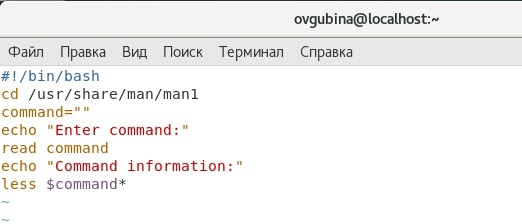 ovgubina@localhost:~
Файл Правка Вид Поиск Терминал Справка
#!/bin/bash
cd /usr/share/man/man1
command=""
echo "Enter command:"
read command
echo "Command information:"
less $command*
~
~